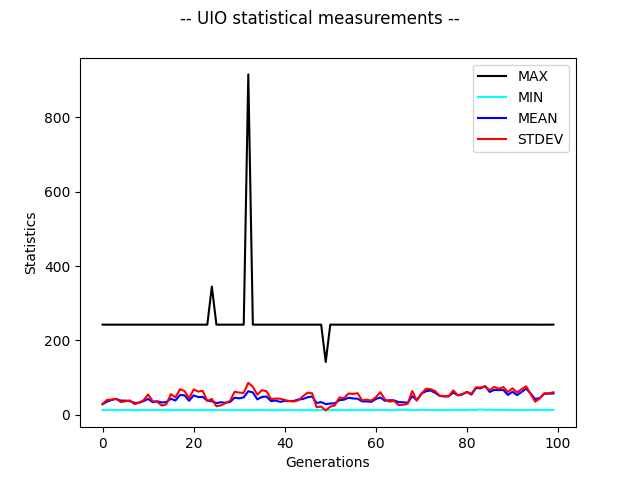 -- UIO statistical measurements --
MAX
MIN
MEAN
STDEV
Statistics
800
600
400
200
0
0 20 40 60 80 100
Generations